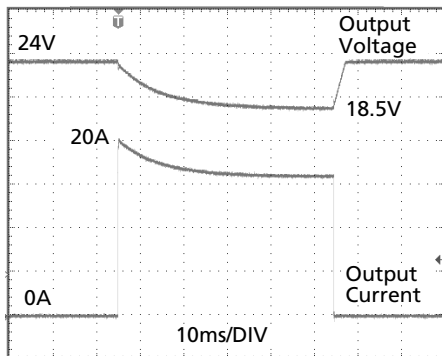 T
24V
Output
Voltage
18.5V
20A
0A
Output
Current
10ms/DIV